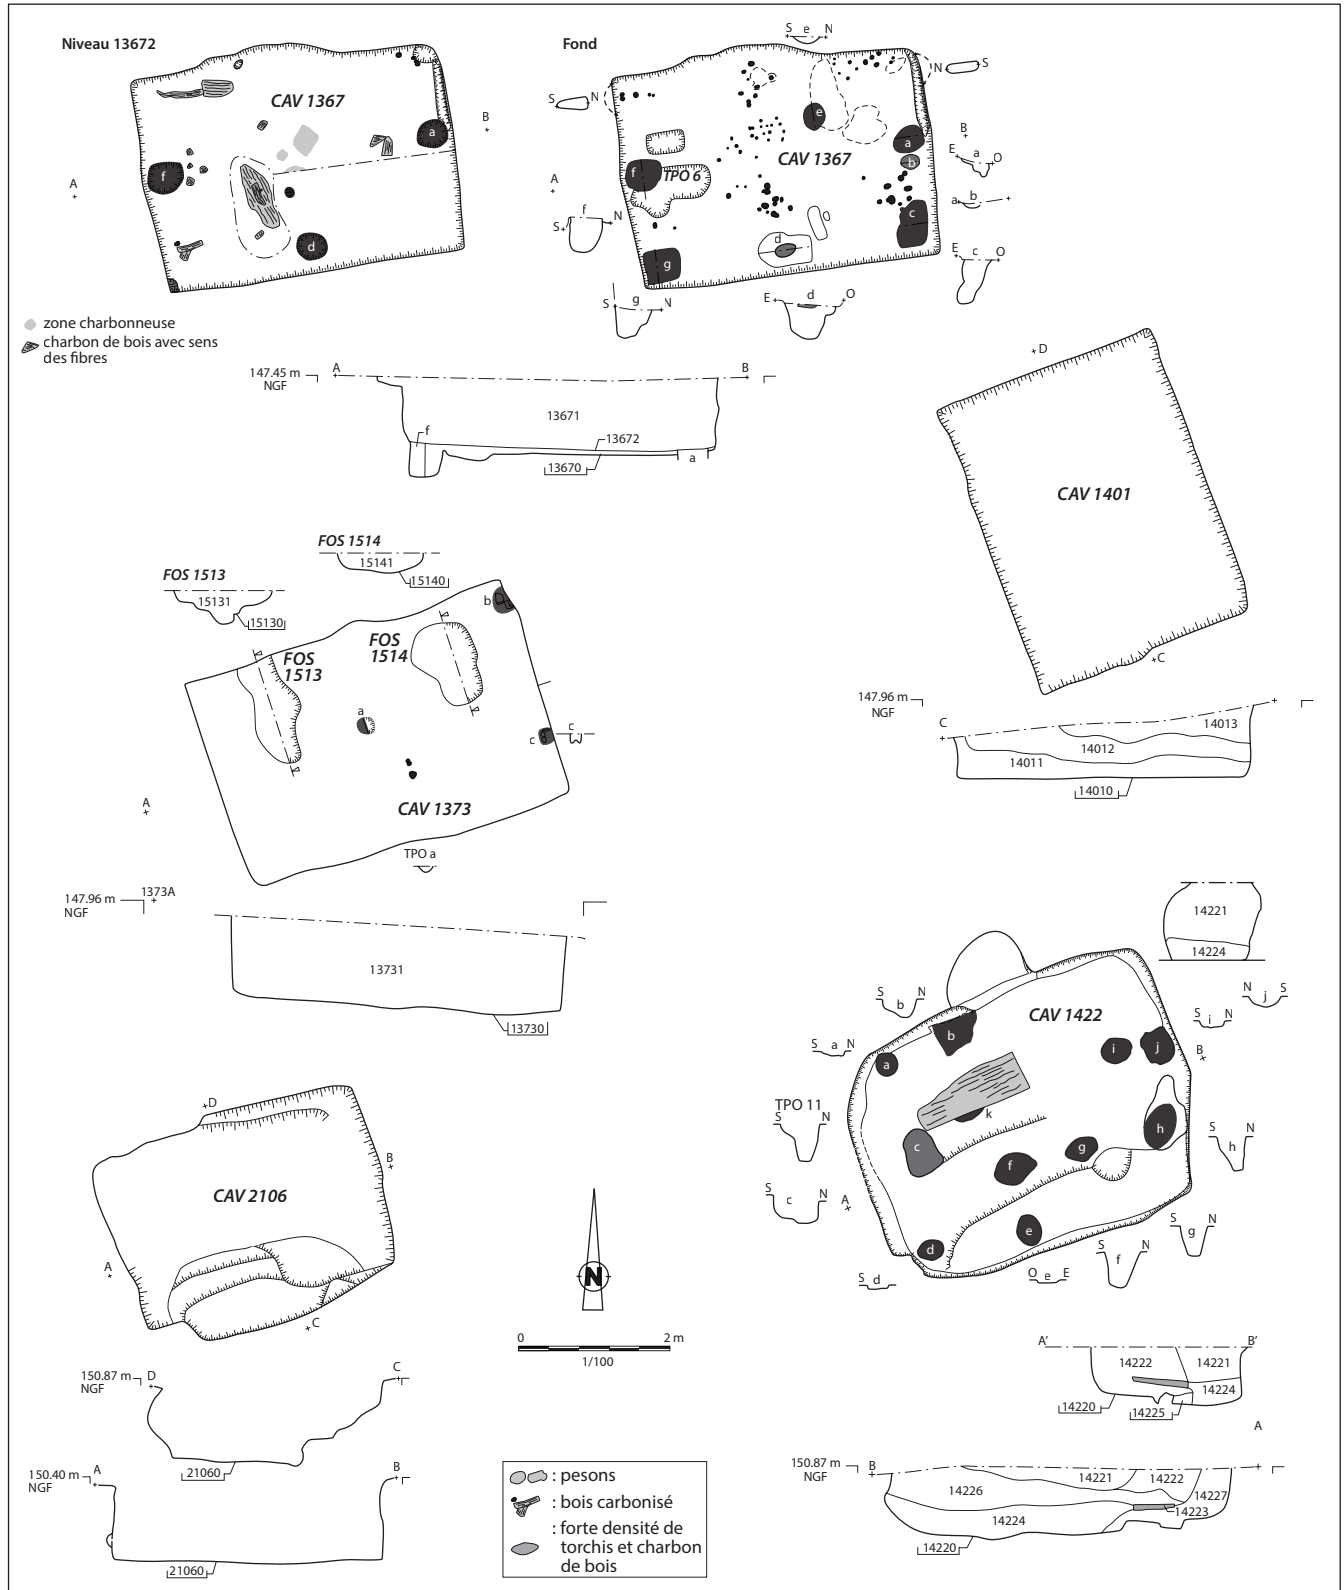 Niveau 13672
Fond
CAV 1367
a
f
d
A
B
zone charbonneuse
charbon de bois avec sens
des fibres
S e N
N S
S N
CAV 1367
TPO 6
e
a
b
c
d
f
g
A
B
E a O
a b
E c O
f
S N
S g N
E d O
147.45 m
NGF
A
B
13671
f
13672
13670
a
D
CAV 1401
C
147.96 m
NGF
C
14013
14012
14011
14010
FOS 1514
15141
15140
FOS 1513
15131
15130
b
FOS
1514
FOS
1513
a
c
c
CAV 1373
A
TPO a
147.96 m
NGF
1373A
13731
13730
14221
14224
CAV 1422
S b N
N j S
S i N
S a N
b
a
i
j
B
TPO 11
S N
k
c
h
g
f
S h N
S c N
A
e
d
S g N
S f N
S d
O e E
D
B
CAV 2106
A
C
N
0 2 m
1/100
A' B'
14222 14221
14224
14220 14225
A
150.87 m
NGF
D
C
21060
150.40 m
NGF
A
B
21060
: pesons
: bois carbonisé
: forte densité de
torchis et charbon
de bois
150.87 m
NGF
B
14221 14222
14226
14227
14223
14224
14220